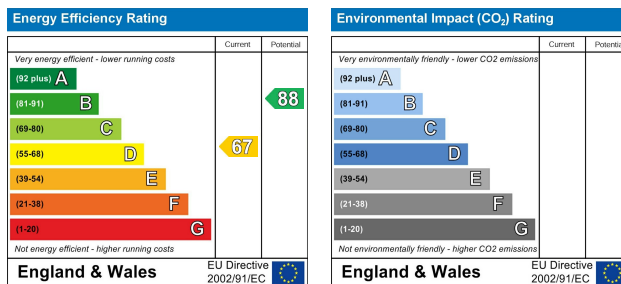 Energy Efficiency Rating
Current Potential
Very energy efficient - lower running costs
(92 plus) A
(81-91) B
(69-80) C
(55-68) D
(39-54) E
(21-38) F
(1-20) G
67
88
Not energy efficient - higher running costs
England & Wales
EU Directive
2002/91/EC
Environmental Impact (CO₂) Rating
Current Potentia
Very environmentally friendly - lower CO2 emissions
(92 plus) A
(81-91) B
(69-80) C
(55-68) D
(39-54) E
(21-38) F
(1-20) G
Not environmentally friendly - higher CO2 emissions
England & Wales
EU Directive
2002/91/EC